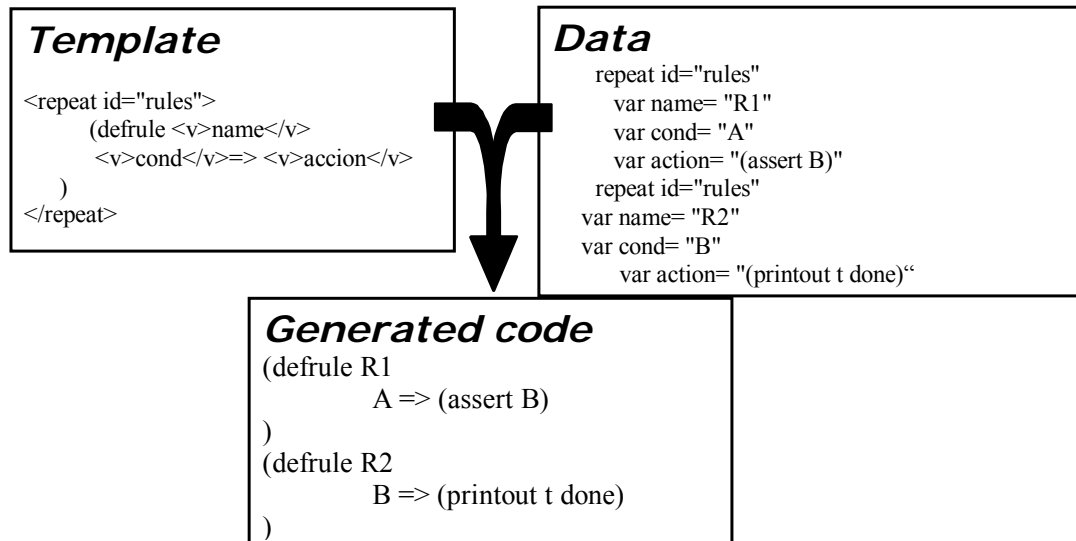 Template
<repeat id="rules">
(defrule <v>name</v>
<v>cond</v>=> <v>accion</v>
)
</repeat>
Data
repeat id="rules"
var name= "R1"
var cond= "A"
var action= "(assert B)"
repeat id="rules"
var name= "R2"
var cond= "B"
var action= "(printout t done)“
Generated code
(defrule R1
A => (assert B)
)
(defrule R2
B => (printout t done)
)